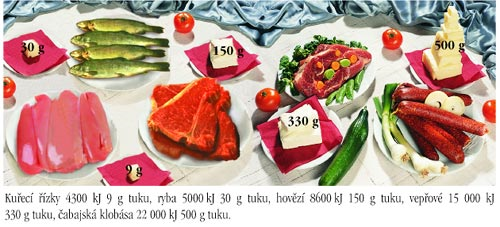 30 g
150 g
500 g
330 g
9 g
Kuřecí řízky 4300 kJ 9 g tuku, ryba 5000 kJ 30 g tuku, hovězí 8600 kJ 150 g tuku, vepřové 15 000 kJ
330 g tuku, čabajská klobása 22 000 kJ 500 g tuku.